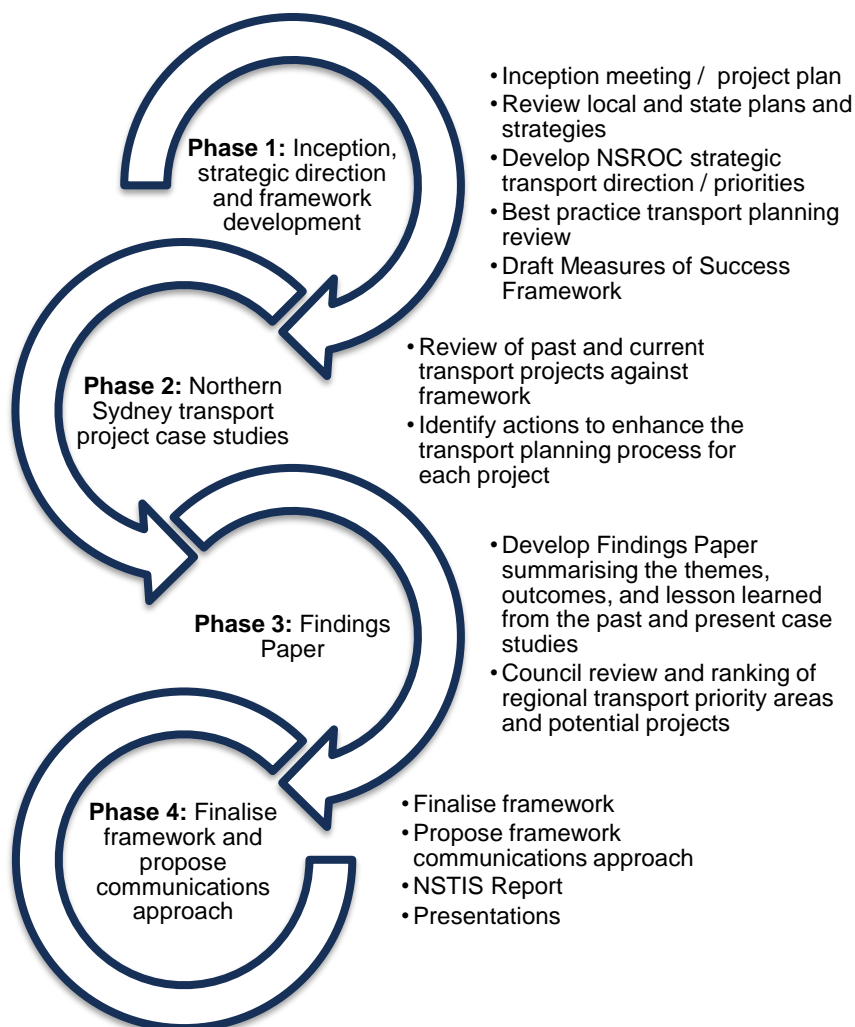 Phase 1: Inception,
strategic direction
and framework
development
• Inception meeting / project plan
• Review local and state plans and
strategies
• Develop NSROC strategic
transport direction / priorities
• Best practice transport planning
review
• Draft Measures of Success
Framework
Phase 2: Northern
Sydney transport
project case studies
• Review of past and current
transport projects against
framework
• Identify actions to enhance the
transport planning process for
each project
Phase 3: Findings
Paper
• Develop Findings Paper
summarising the themes,
outcomes, and lesson learned
from the past and present case
studies
• Council review and ranking of
regional transport priority areas
and potential projects
Phase 4: Finalise
framework and
propose
communications
approach
• Finalise framework
• Propose framework
communications approach
• NSTIS Report
• Presentations